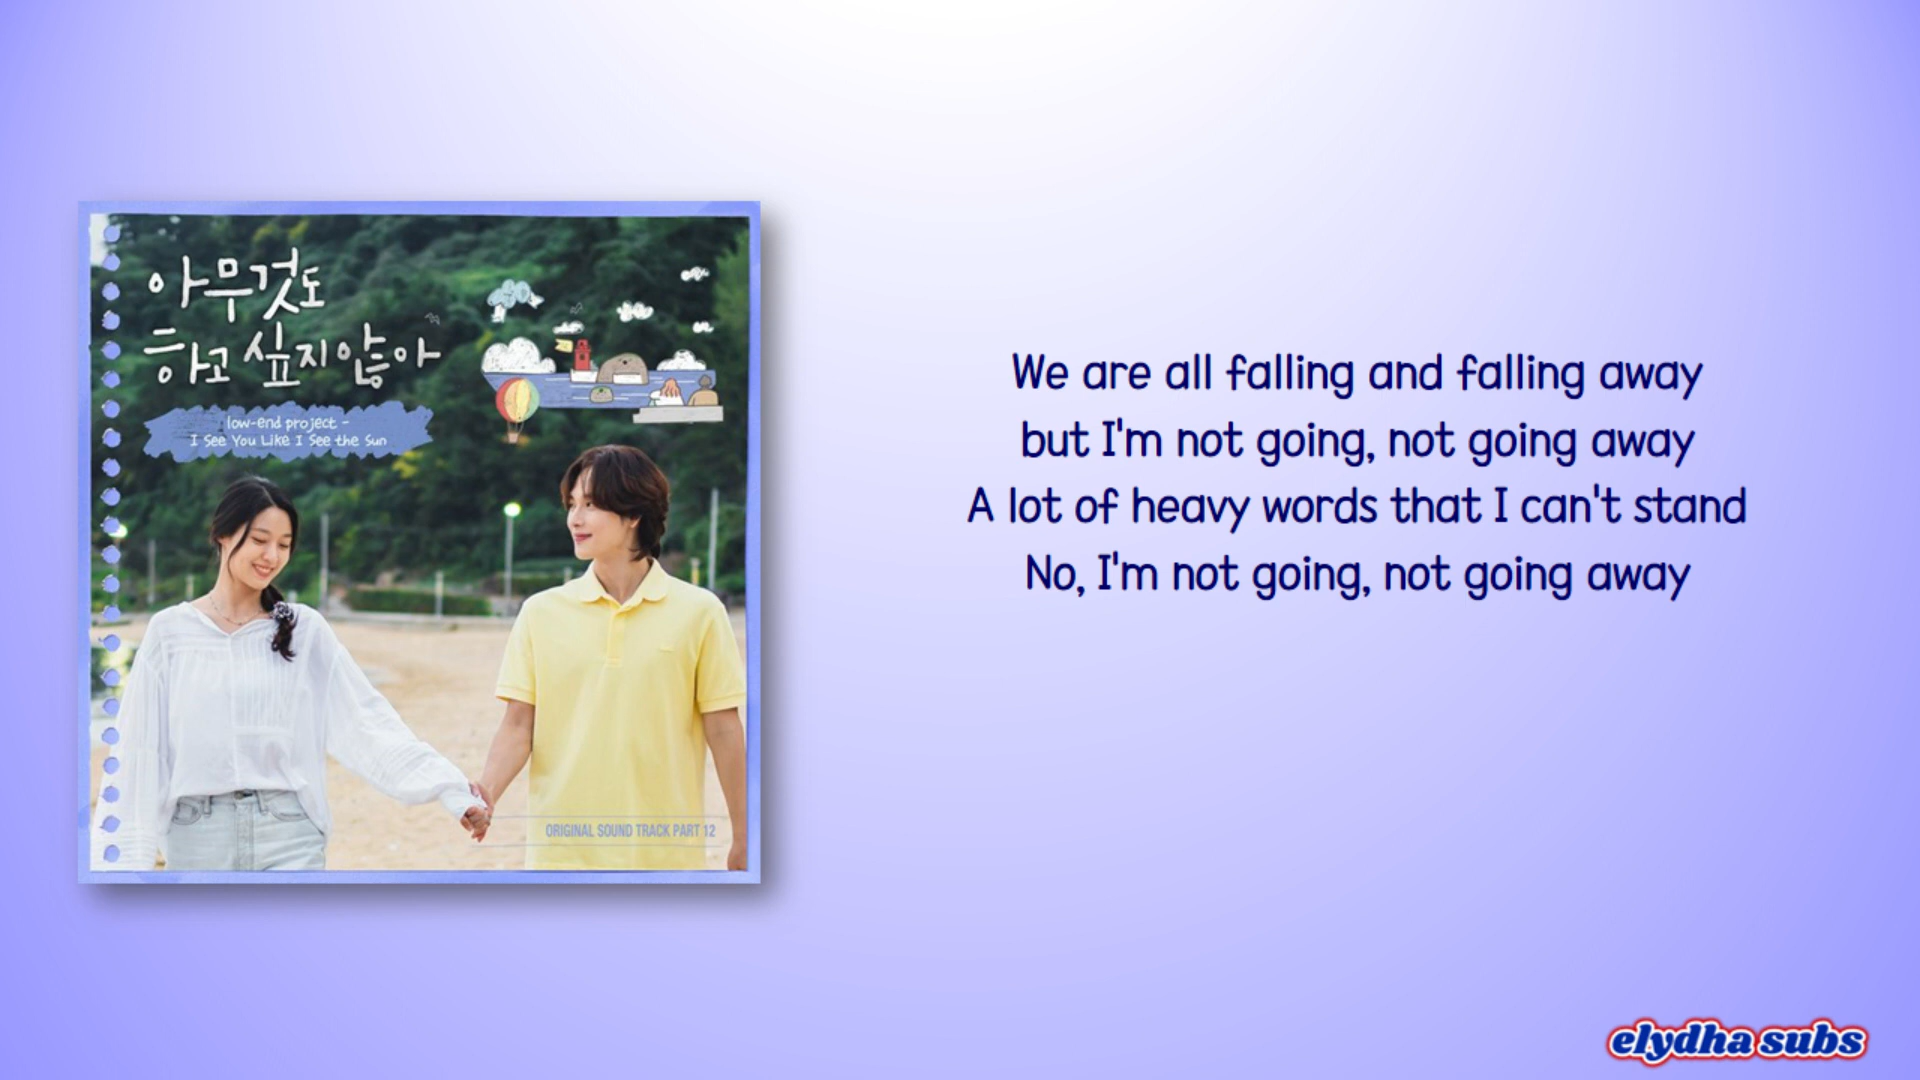 아무것도
하고 싶지 않아
low-end project -
I See You Like I See the Sun
ORIGINAL SOUND TRACK PART 12
We are all falling and falling away
but I'm not going, not going away
A lot of heavy words that I can't stand
No, I'm not going, not going away
elydha subs